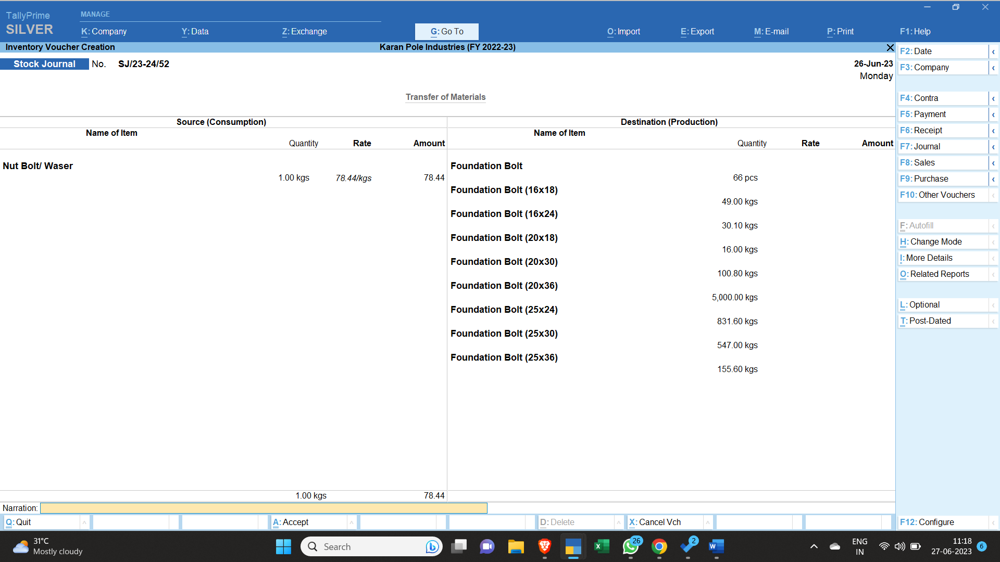 TallyPrime
SILVER
MANAGE
K: Company
Y: Data
Z: Exchange
G: Go To
O: Import
E: Export
M: E-mail
P: Print
F1: Help
Inventory Voucher Creation
Karan Pole Industries (FY 2022-23)
Stock Journal No. SJ/23-24/52
26-Jun-23
Monday
Transfer of Materials
Source (Consumption)
Name of Item
Quantity Rate Amount
Nut Bolt/ Waser
1.00 kgs 78.44/kgs 78.44
1.00 kgs 78.44
Destination (Production)
Name of Item
Quantity Rate Amount
Foundation Bolt
66 pcs
Foundation Bolt (16x18)
49.00 kgs
Foundation Bolt (16x24)
30.10 kgs
Foundation Bolt (20x18)
16.00 kgs
Foundation Bolt (20x30)
100.80 kgs
Foundation Bolt (20x36)
5,000.00 kgs
Foundation Bolt (25x24)
831.60 kgs
Foundation Bolt (25x30)
547.00 kgs
Foundation Bolt (25x36)
155.60 kgs
Narration:
Q: Quit
A: Accept
D: Delete
X: Cancel Vch
F2: Date
F3: Company
F4: Contra
F5: Payment
F6: Receipt
F7: Journal
F8: Sales
F9: Purchase
F10: Other Vouchers
F: Autofill
H: Change Mode
I: More Details
O: Related Reports
L: Optional
T: Post-Dated
F12: Configure
31°C
Mostly cloudy
Search
26
2
ENG
IN
11:18
27-06-2023
6